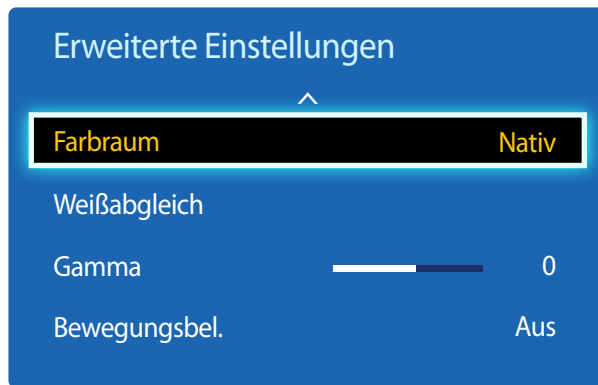 Erweiterte Einstellungen
Farbraum Nativ
Weißabgleich
Gamma 0
Bewegungsbel. Aus